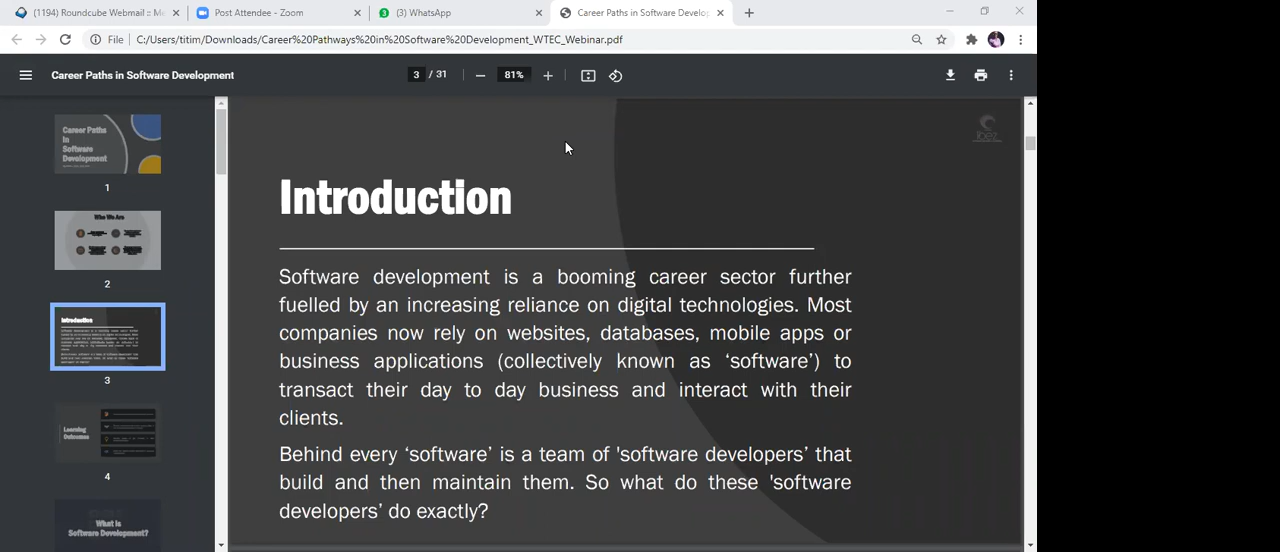 (1194) Roundcube Webmail :: Me
Post Attendee - Zoom
(3) WhatsApp
Career Paths in Software Develop
File
C:/Users/titim/Downloads/Career%20Pathways%20in%20Software%20Development_WTEC_Webinar.pdf
Career Paths in Software Development
3 / 31
81%
Career Paths
In
Software
Development
1
Who We Are
2
Introduction
3
Learning
Outcomes
4
What is
Software Development?
Introduction
Software development is a booming career sector further
fuelled by an increasing reliance on digital technologies. Most
companies now rely on websites, databases, mobile apps or
business applications (collectively known as ‘software’) to
transact their day to day business and interact with their
clients.
Behind every ‘software’ is a team of 'software developers’ that
build and then maintain them. So what do these 'software
developers’ do exactly?